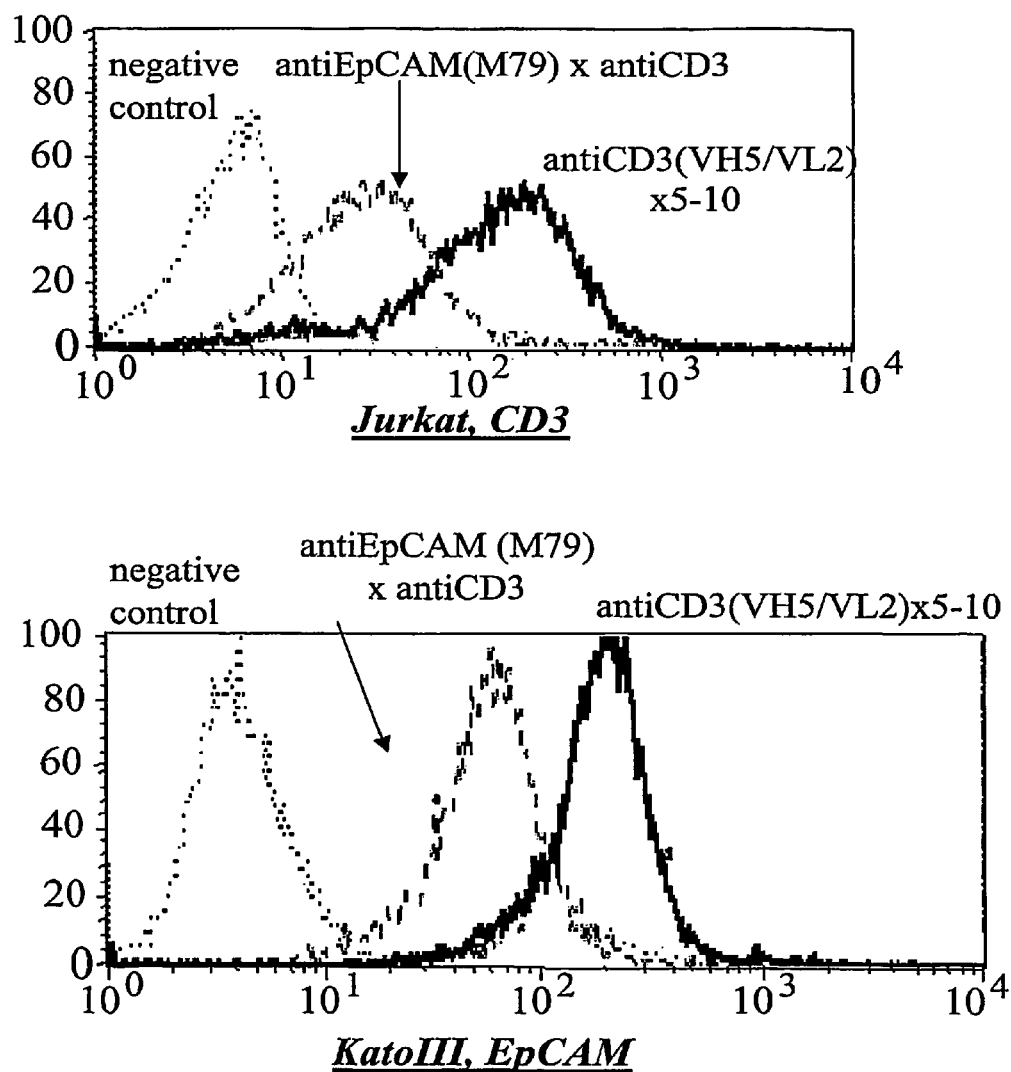 100
negative antiEpCAM(M79) x antiCD3
control
80
60
antiCD3(VH5/VL2)
x5-10
40
20
0
10^0 10^1 10^2 10^3 10^4
Jurkat, CD3
antiEpCAM (M79)
x antiCD3
negative
control
antiCD3(VH5/VL2)x5-10
100
80
60
40
20
0
10^0 10^1 10^2 10^3 10^4
KatoIII, EpCAM